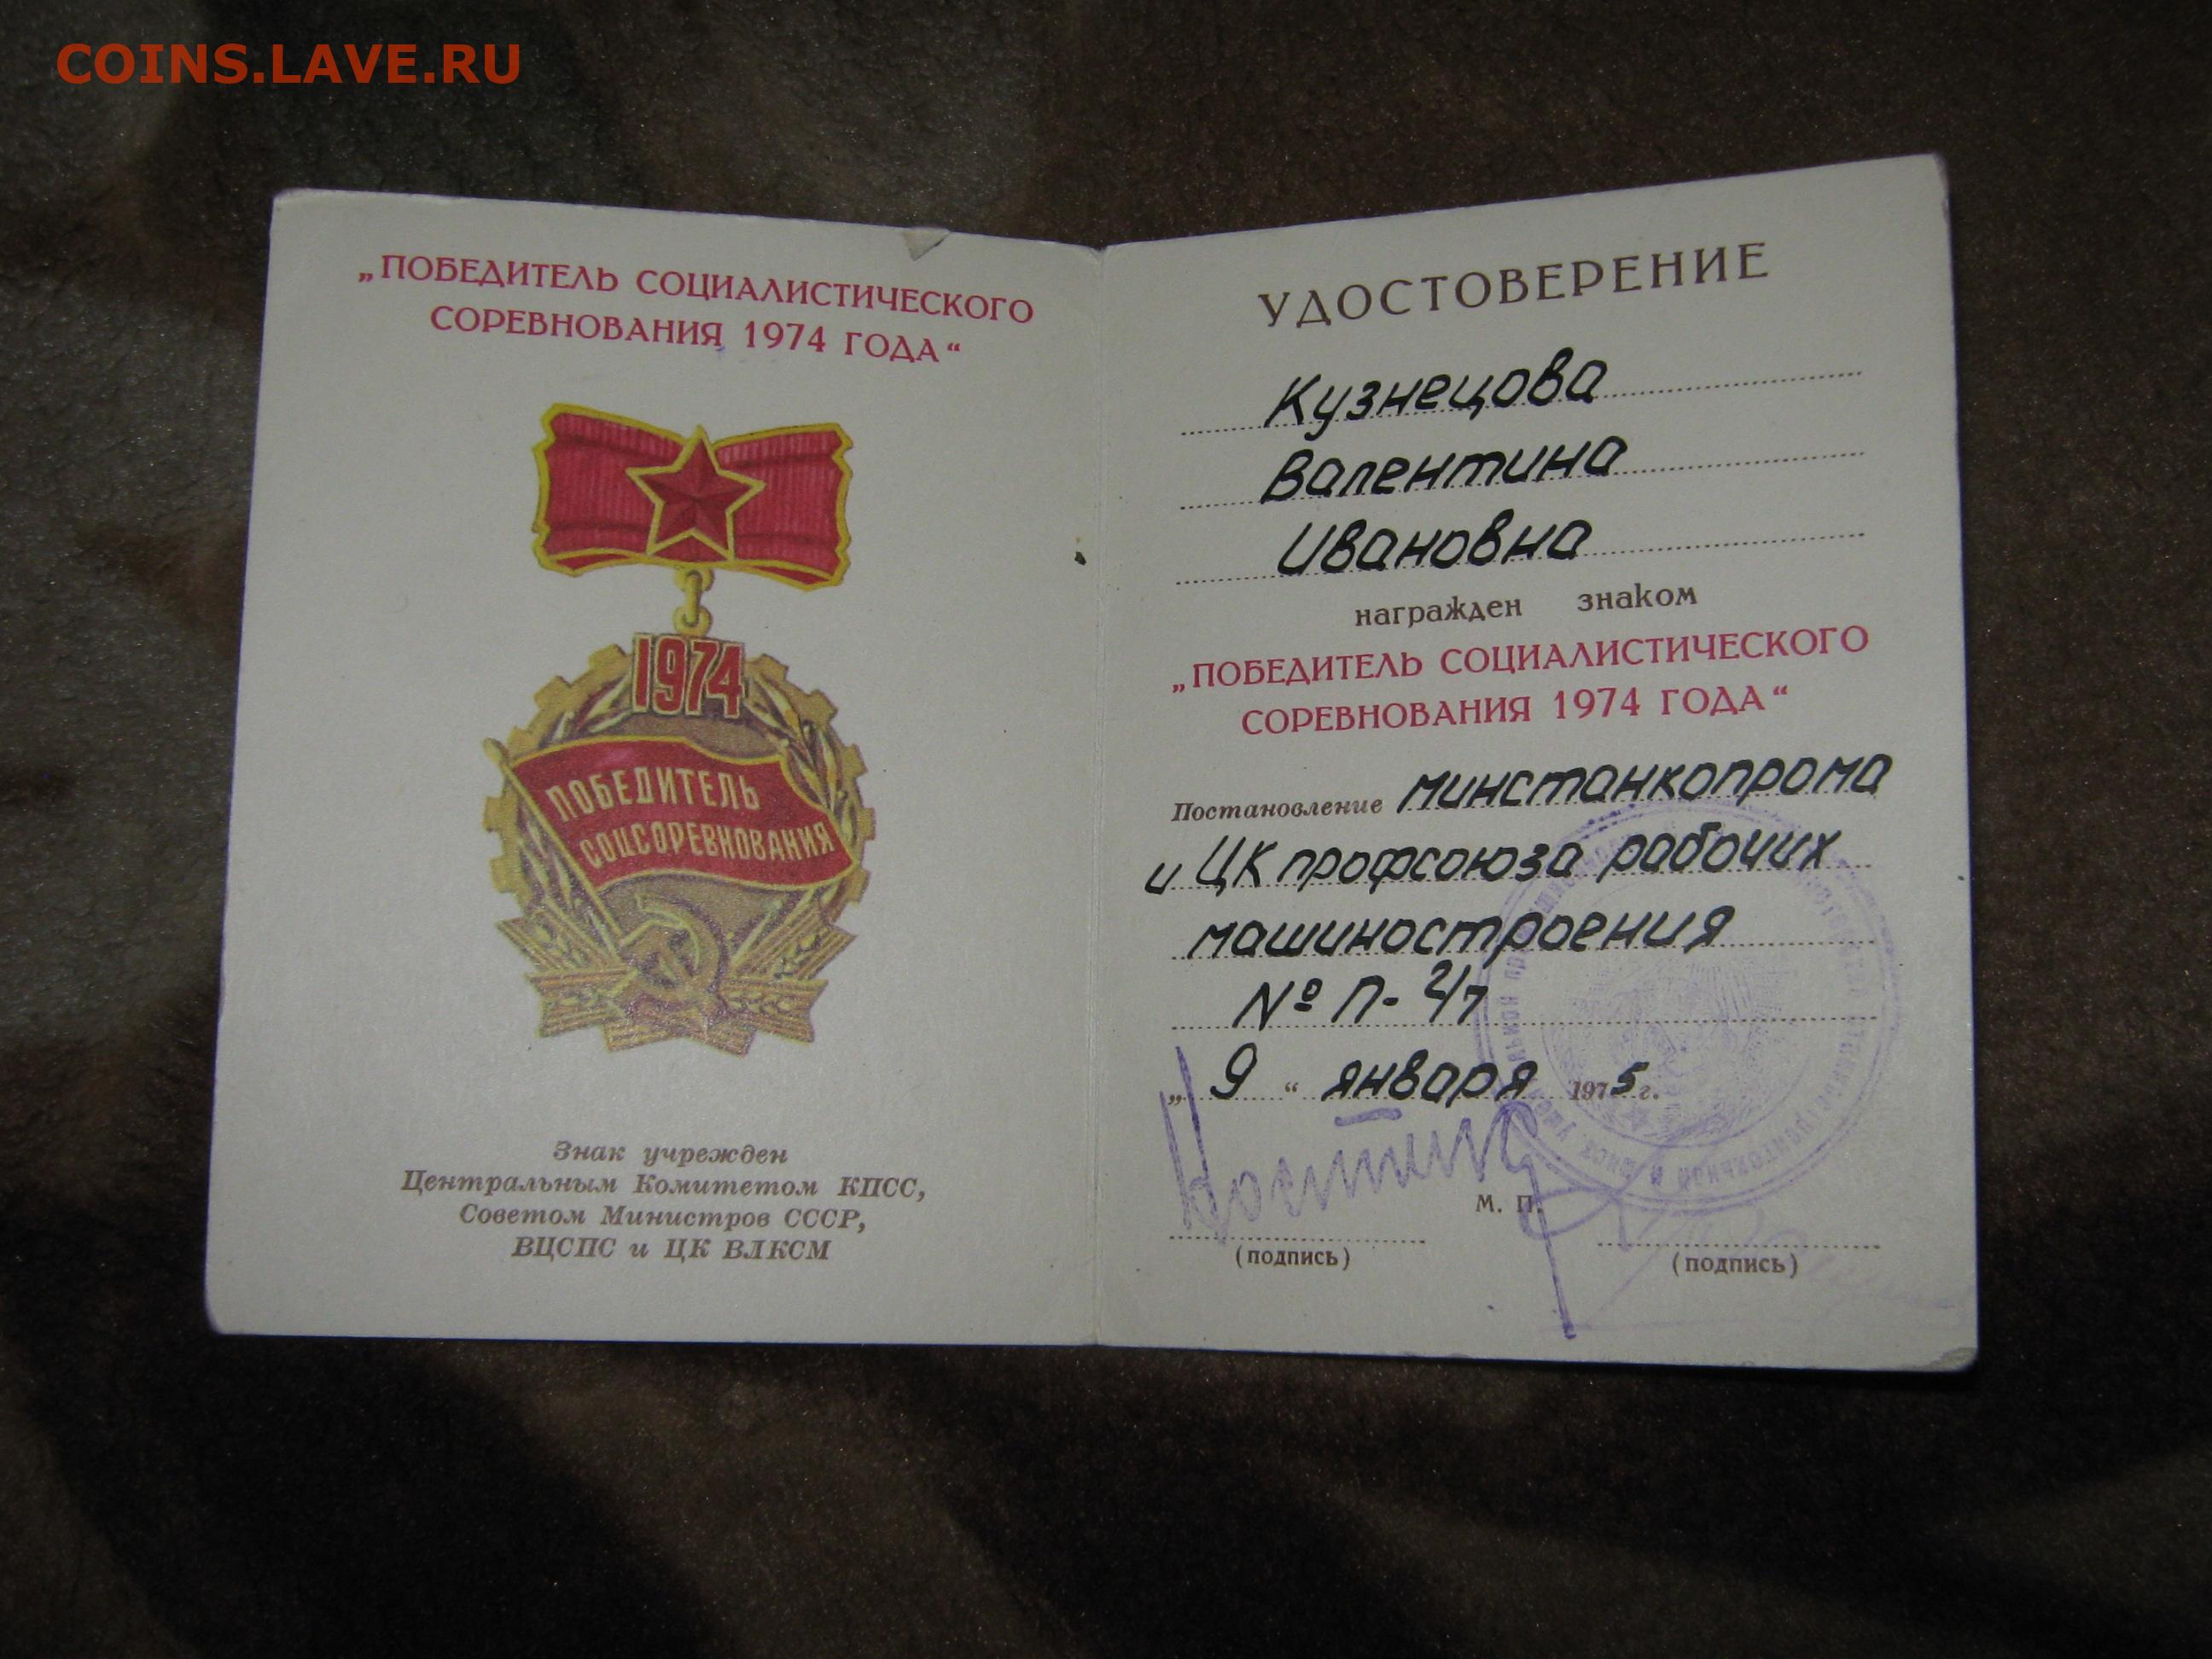 COINS.LAVE.RU
„ПОБЕДИТЕЛЬ СОЦИАЛИСТИЧЕСКОГО
СОРЕВНОВАНИЯ 1974 ГОДА“
1974
ПОБЕДИТЕЛЬ
СОЦСОРЕВНОВАНИЯ
Знак учрежден
Центральным Комитетом КПСС,
Советом Министров СССР,
ВЦСПС и ЦК ВЛКСМ
УДОСТОВЕРЕНИЕ
Кузнецова
Валентина
Ивановна
награжден знаком
„ПОБЕДИТЕЛЬ СОЦИАЛИСТИЧЕСКОГО
СОРЕВНОВАНИЯ 1974 ГОДА“
Постановление минстанкопрома
и ЦК профсоюза рабочих
машиностроения
№ П-2/7
„ 9 “ января 1975 г.
М. П.
(подпись) (подпись)